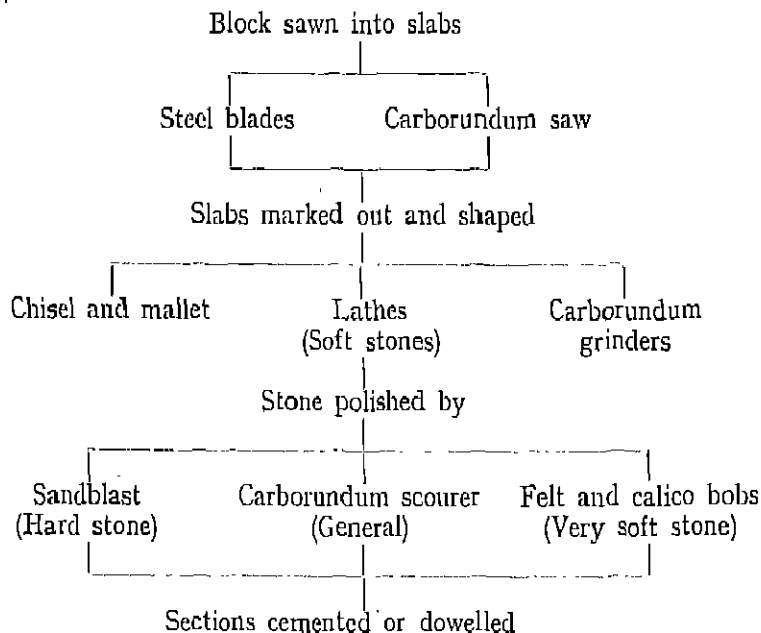 Block sawn into slabs
Steel blades Carborundum saw
Slabs marked out and shaped
Chisel and mallet Lathes Carborundum
(Soft stones) grinders
Stone polished by
Sandblast Carborundum scourer Felt and calico bobs
(Hard stone) (General) (Very soft stone)
Sections cemented or dowelled